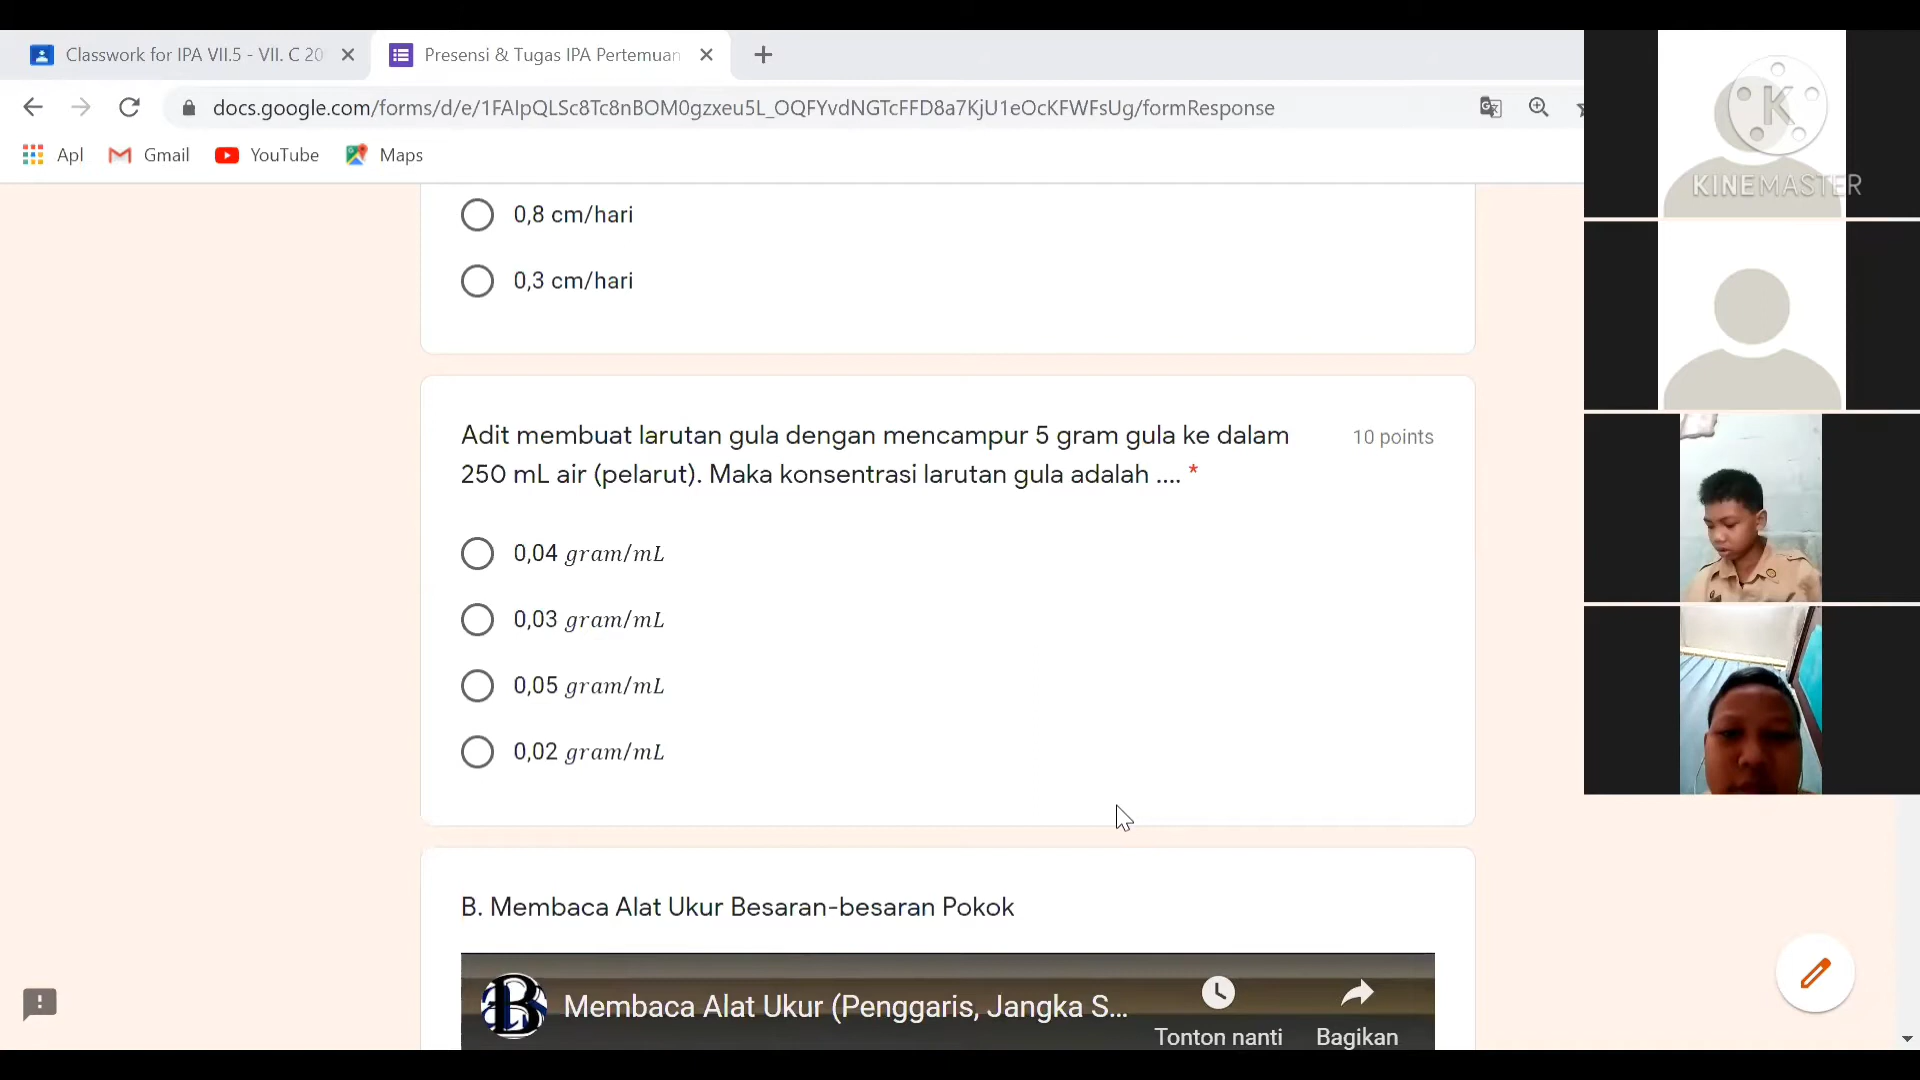 Classwork for IPA VII.5 - VII. C 20
Presensi & Tugas IPA Pertemuan
docs.google.com/forms/d/e/1FAIpQLSc8Tc8nBOM0gzxeu5L_OQFYvdNGTcFFD8a7KjU1eOcKFWFsUg/formResponse
Apl
Gmail
YouTube
Maps
K
KINEMASTER
0,8 cm/hari
0,3 cm/hari
Adit membuat larutan gula dengan mencampur 5 gram gula ke dalam
10 points
250 mL air (pelarut). Maka konsentrasi larutan gula adalah .... *
0,04 gram/mL
0,03 gram/mL
0,05 gram/mL
0,02 gram/mL
B. Membaca Alat Ukur Besaran-besaran Pokok
Membaca Alat Ukur (Penggaris, Jangka S...
Tonton nanti
Bagikan